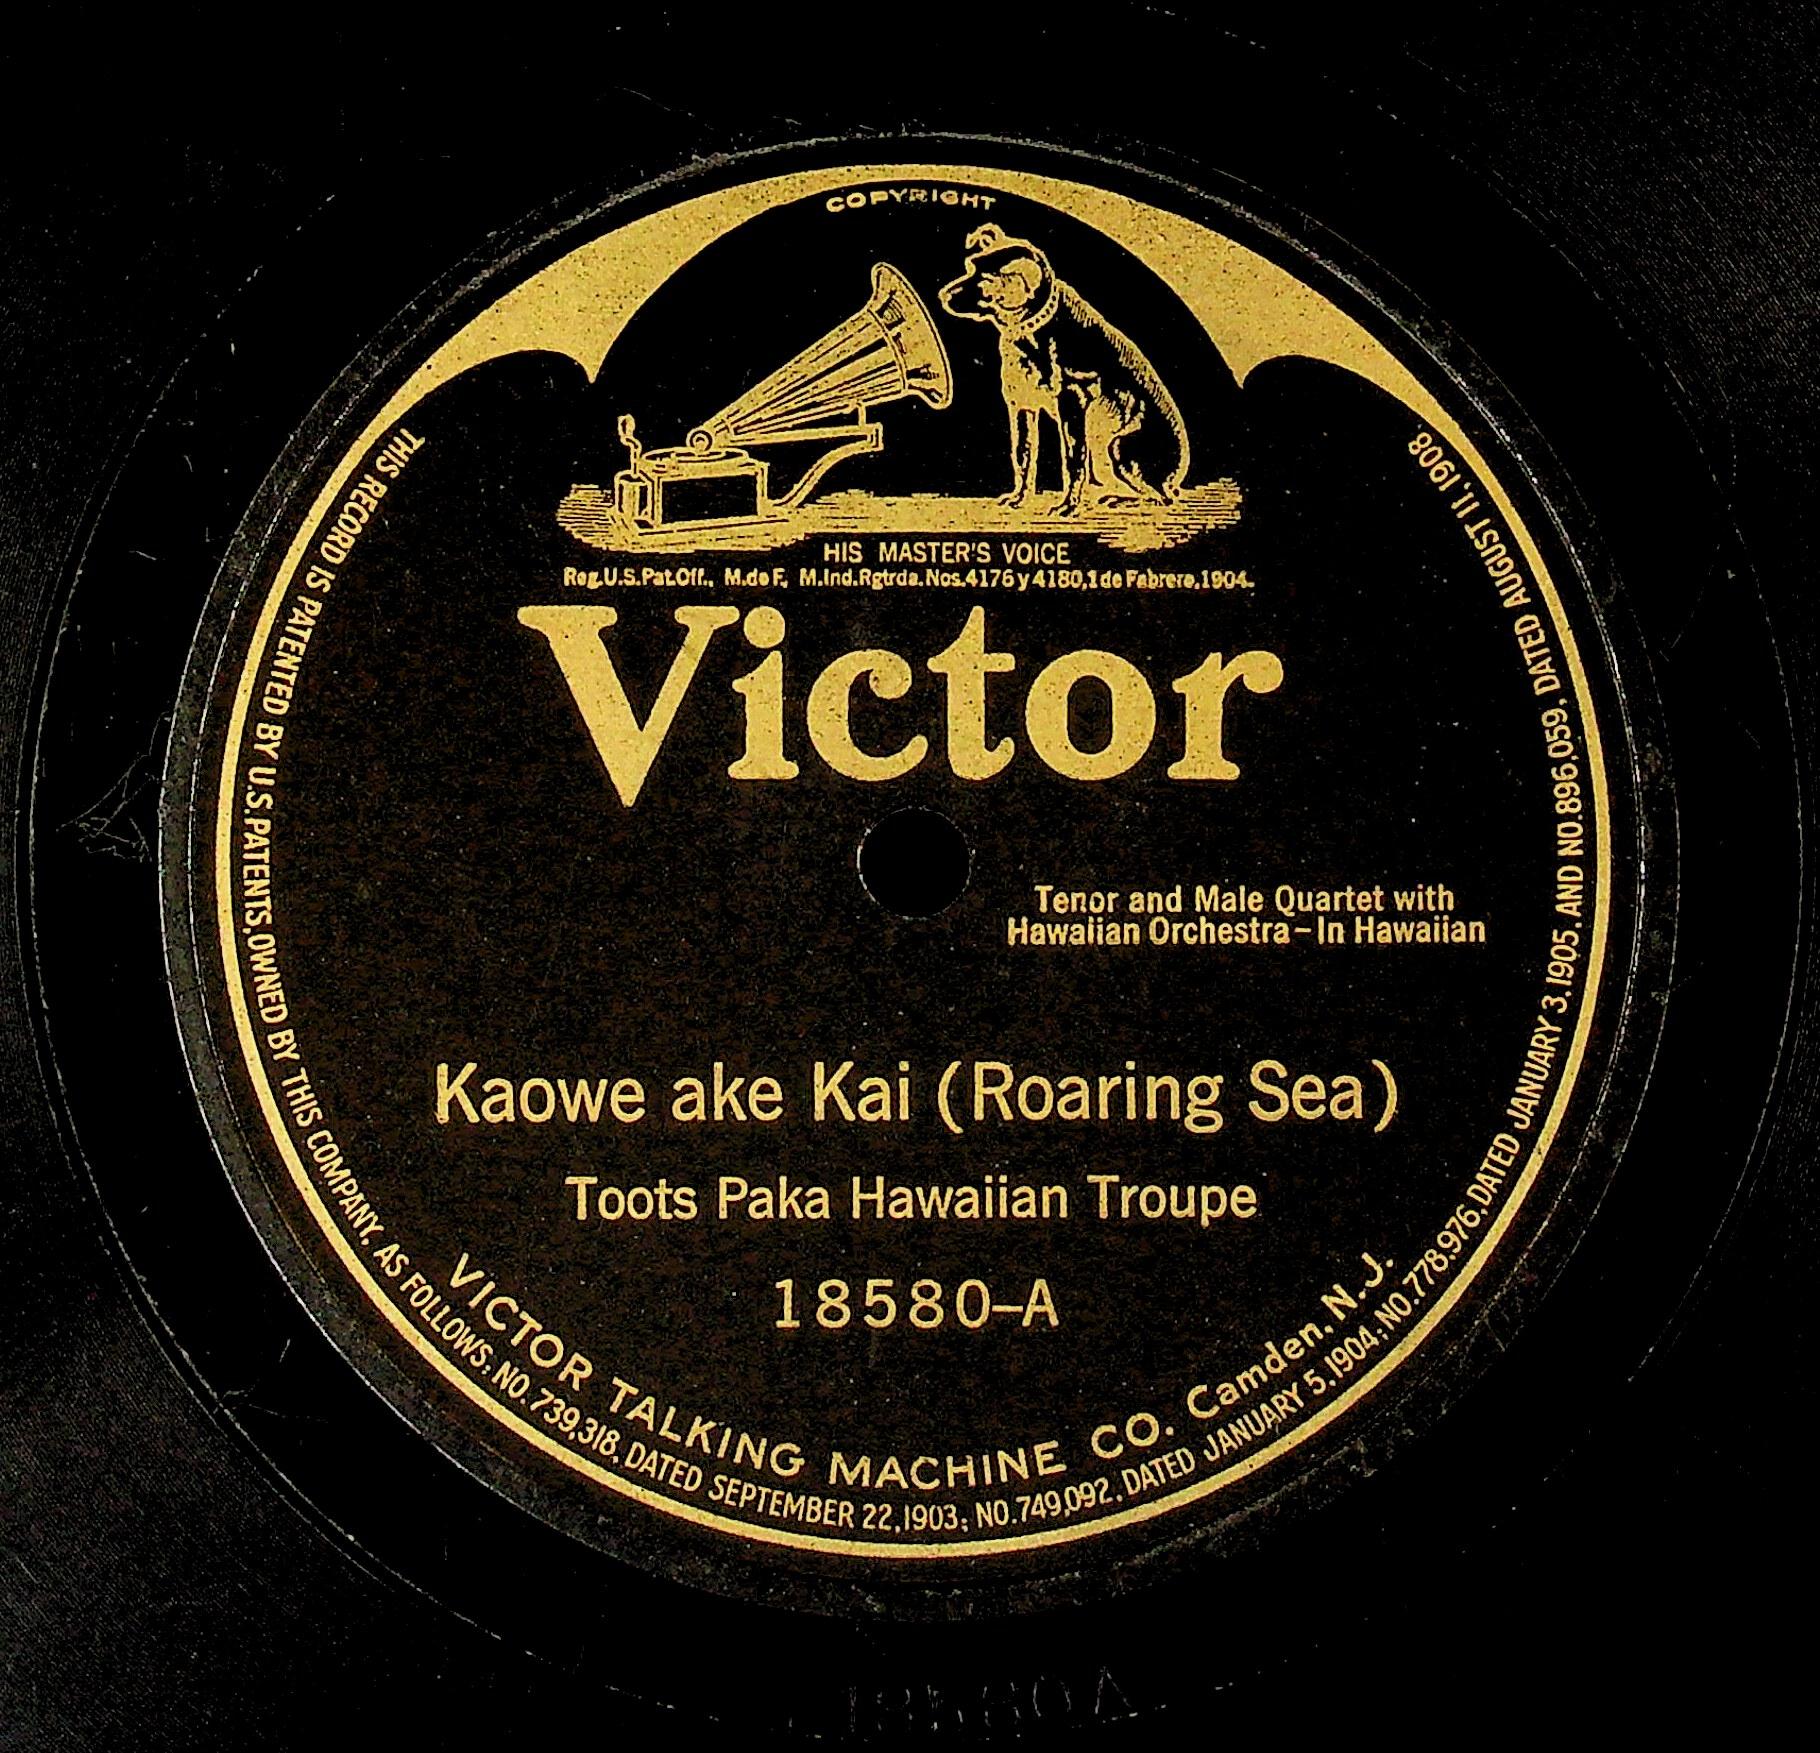 COPYRIGHT
HIS MASTER'S VOICE
Reg.U.S.Pat.Off., M.de F., M.Ind.Rgtrda.Nos.4176 y 4180,1 de Febrero,1904.
Victor
Tenor and Male Quartet with
Hawaiian Orchestra–In Hawaiian
Kaowe ake Kai (Roaring Sea)
Toots Paka Hawaiian Troupe
18580–A
VICTOR TALKING MACHINE CO. Camden, N.J.
THIS RECORD IS PATENTED BY U.S.PATENTS, OWNED BY THIS COMPANY, AS FOLLOWS: NO.739,318, DATED SEPTEMBER 22,1903; NO.749,092, DATED JANUARY 5,1904; NO.778,976, DATED JANUARY 3,1905, AND NO.896,059, DATED AUGUST 11,1908.
18580A